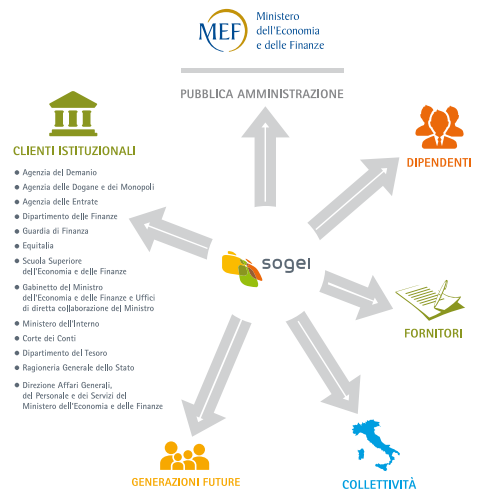 MEF
Ministero
dell'Economia
e delle Finanze
PUBBLICA AMMINISTRAZIONE
CLIENTI ISTITUZIONALI
• Agenzia del Demanio
• Agenzia delle Dogane e dei Monopoli
• Agenzia delle Entrate
• Dipartimento delle Finanze
• Guardia di Finanza
• Equitalia
• Scuola Superiore
dell'Economia e delle Finanze
• Gabinetto del Ministro
dell'Economia e delle Finanze e Uffici
di diretta collaborazione del Ministro
• Ministero dell'Interno
• Corte dei Conti
• Dipartimento del Tesoro
• Ragioneria Generale dello Stato
• Direzione Affari Generali,
del Personale e dei Servizi del
Ministero dell'Economia e delle Finanze
DIPENDENTI
sogei
FORNITORI
GENERAZIONI FUTURE
COLLETTIVITÀ